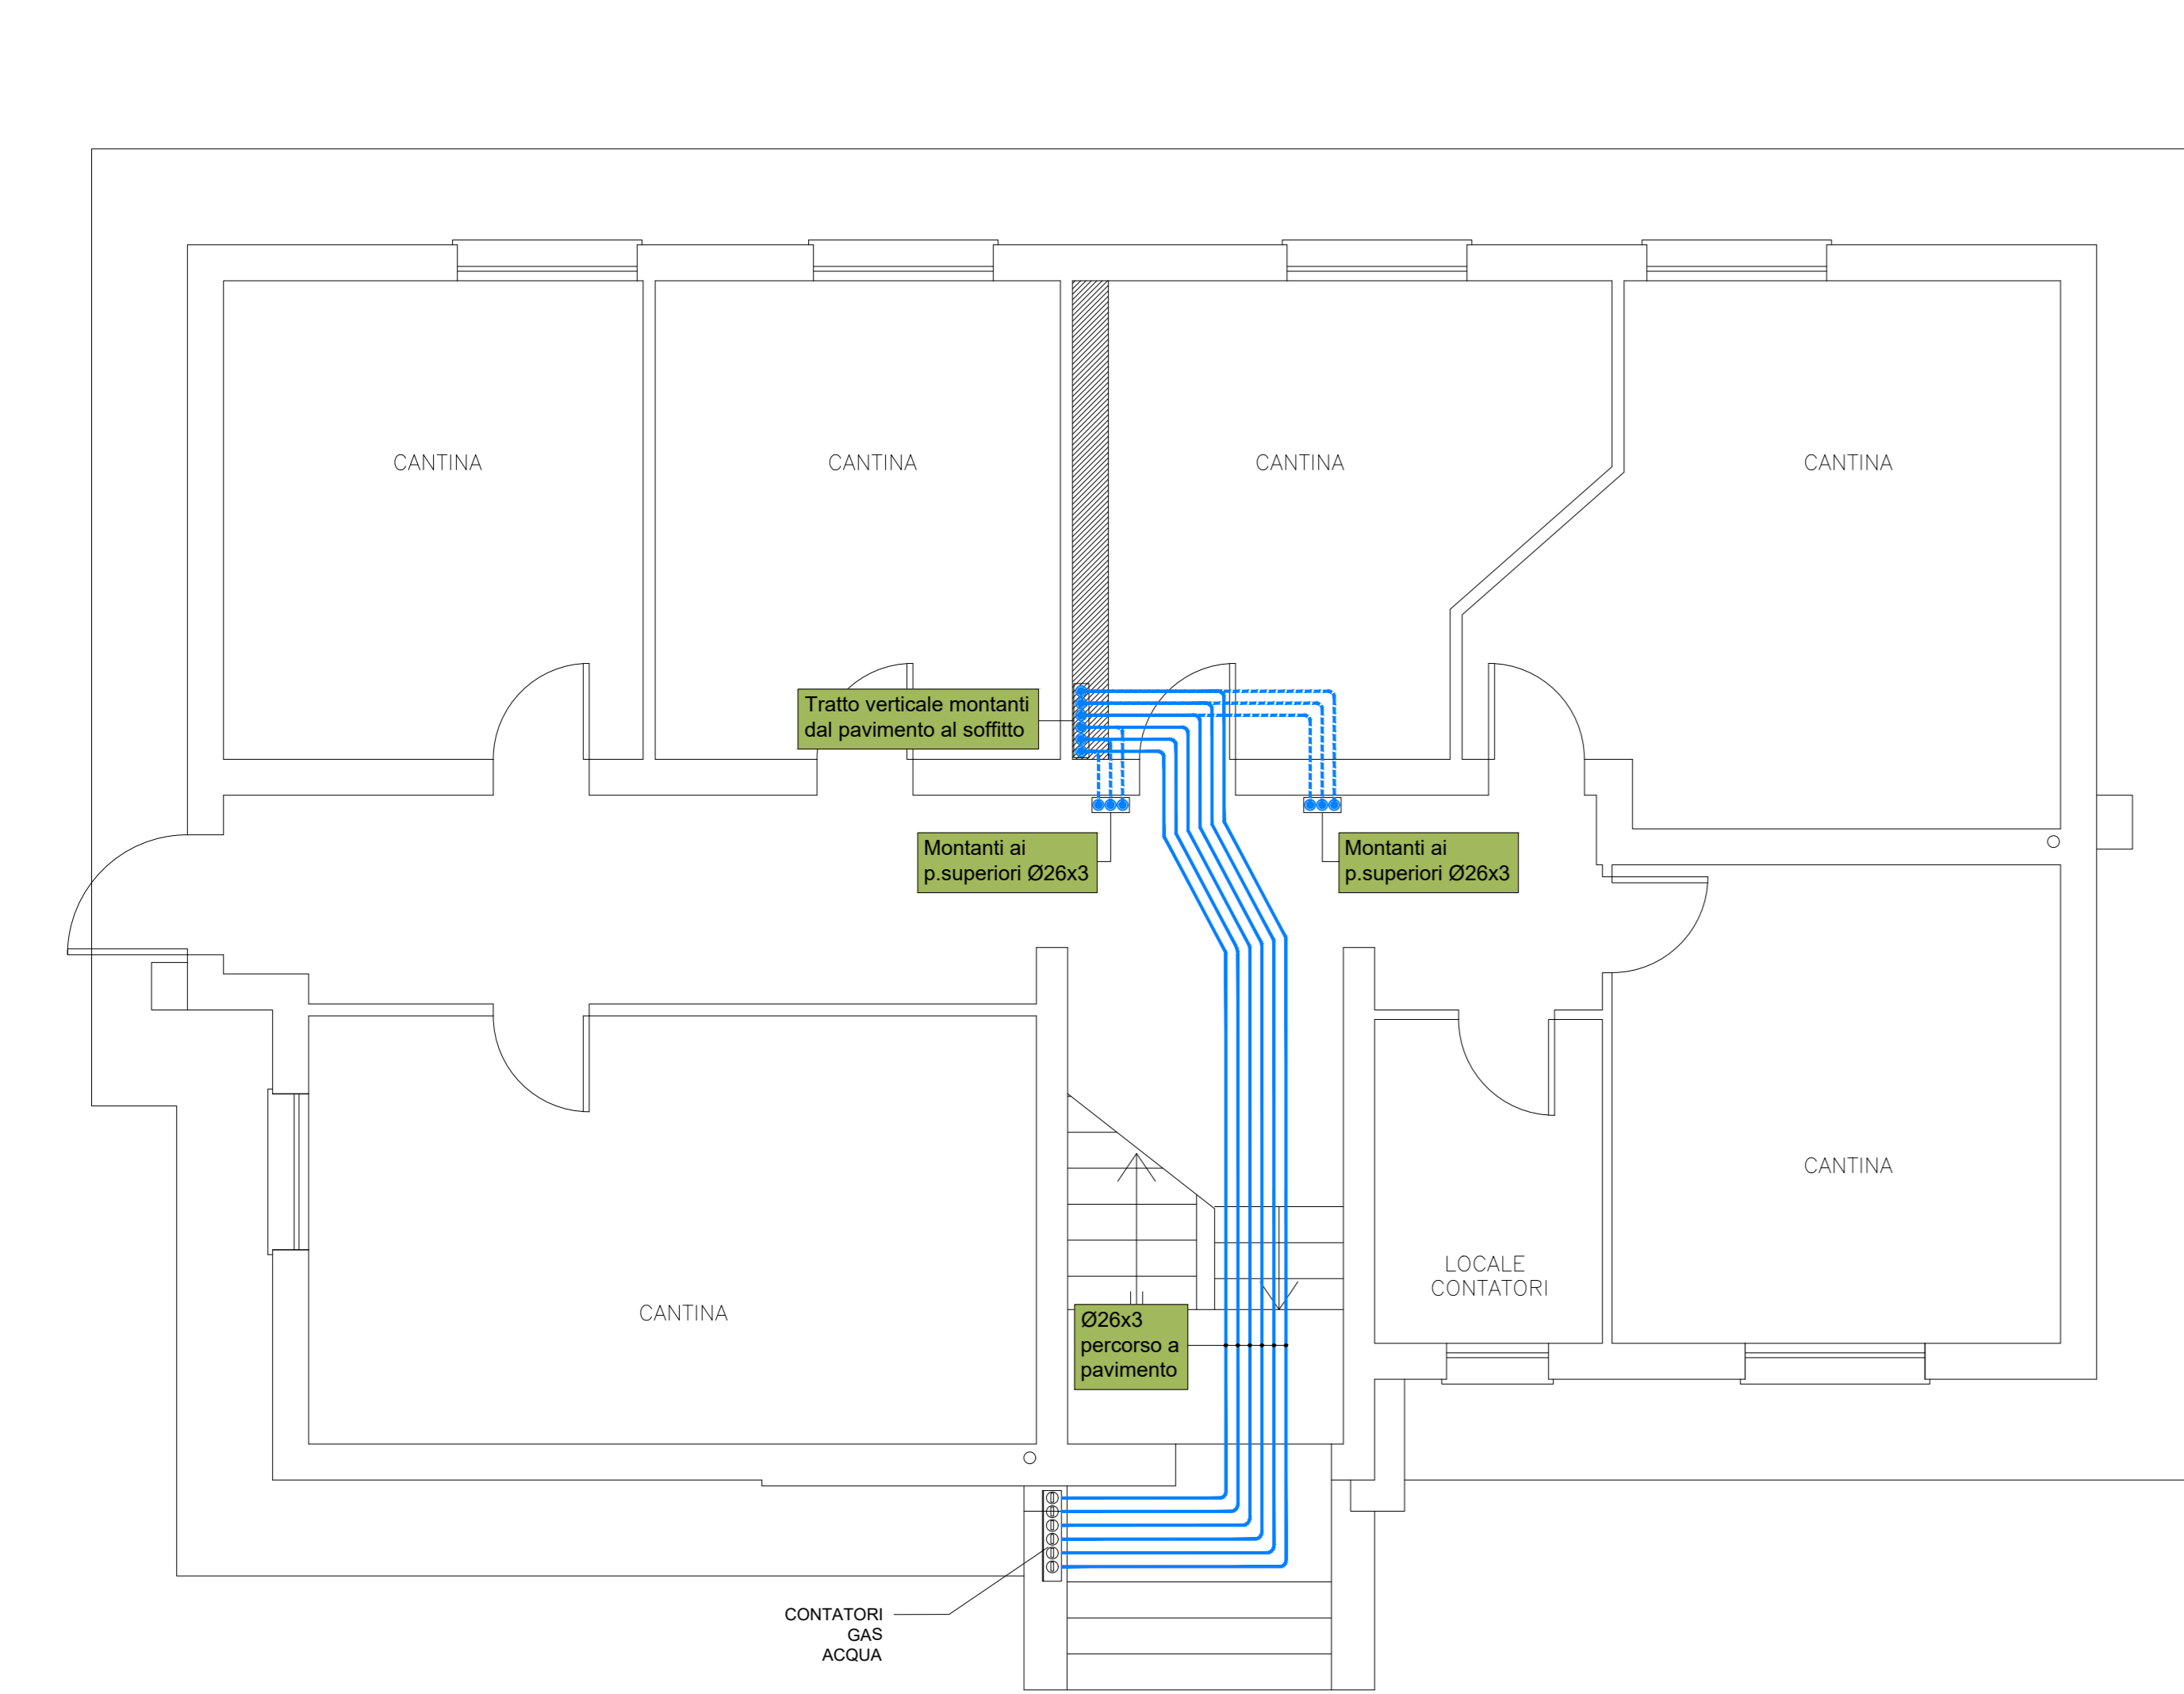 CANTINA
CANTINA
CANTINA
CANTINA
Tratto verticale montanti
dal pavimento al soffitto
Montanti ai
p.superiori Ø26x3
Montanti ai
p.superiori Ø26x3
CANTINA
LOCALE
CONTATORI
CANTINA
Ø26x3
percorso a
pavimento
CONTATORI
GAS
ACQUA